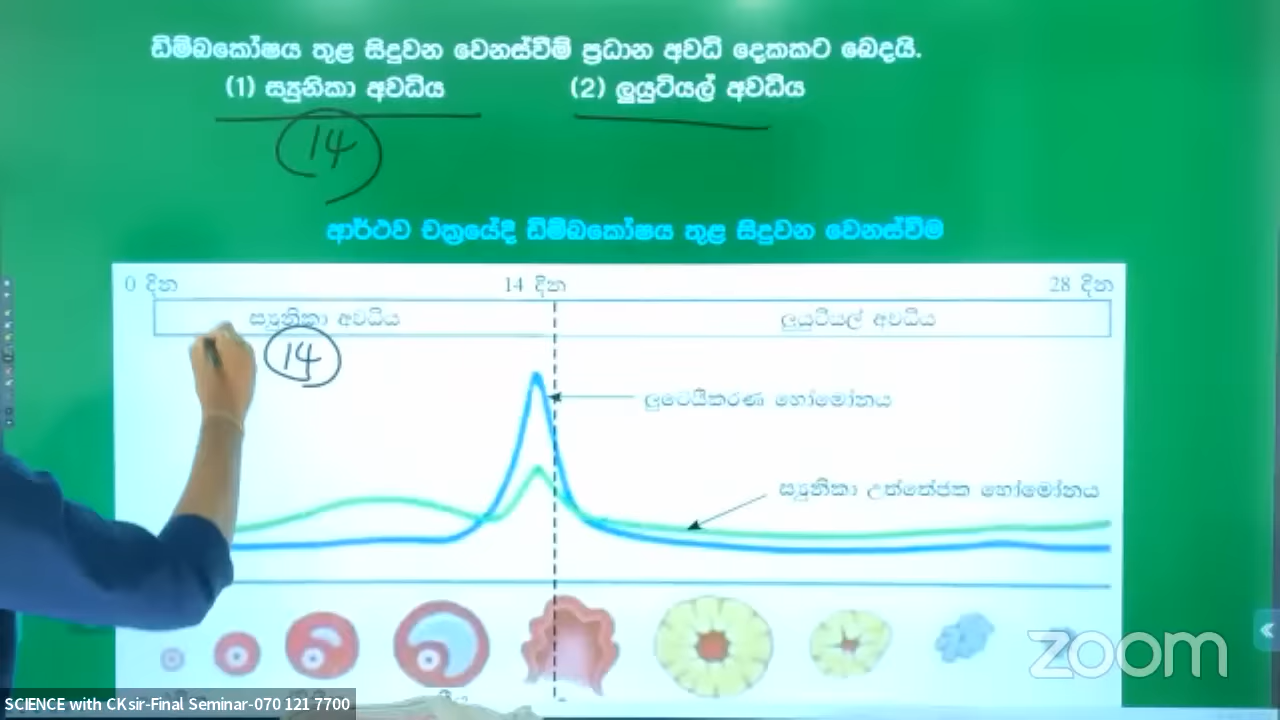 ඩිම්බකෝෂය තුළ සිදුවන වෙනස්වීම් ප්‍රධාන අවධි දෙකකට බෙදයි.
(1) ස්‍යුනිකා අවධිය (2) ලුයුටියල් අවධිය
14
ආර්ථව චක්‍රයේදී ඩිම්බකෝෂය තුළ සිදුවන වෙනස්වීම
0 දින 14 දින 28 දින
ස්‍යුනිකා අවධිය ලුයුටියල් අවධිය
14
ලුටෙයිකරණ හෝමෝනය
ස්‍යුනිකා උත්තේජක හෝමෝනය
zoom
SCIENCE with CKsir-Final Seminar-070 121 7700